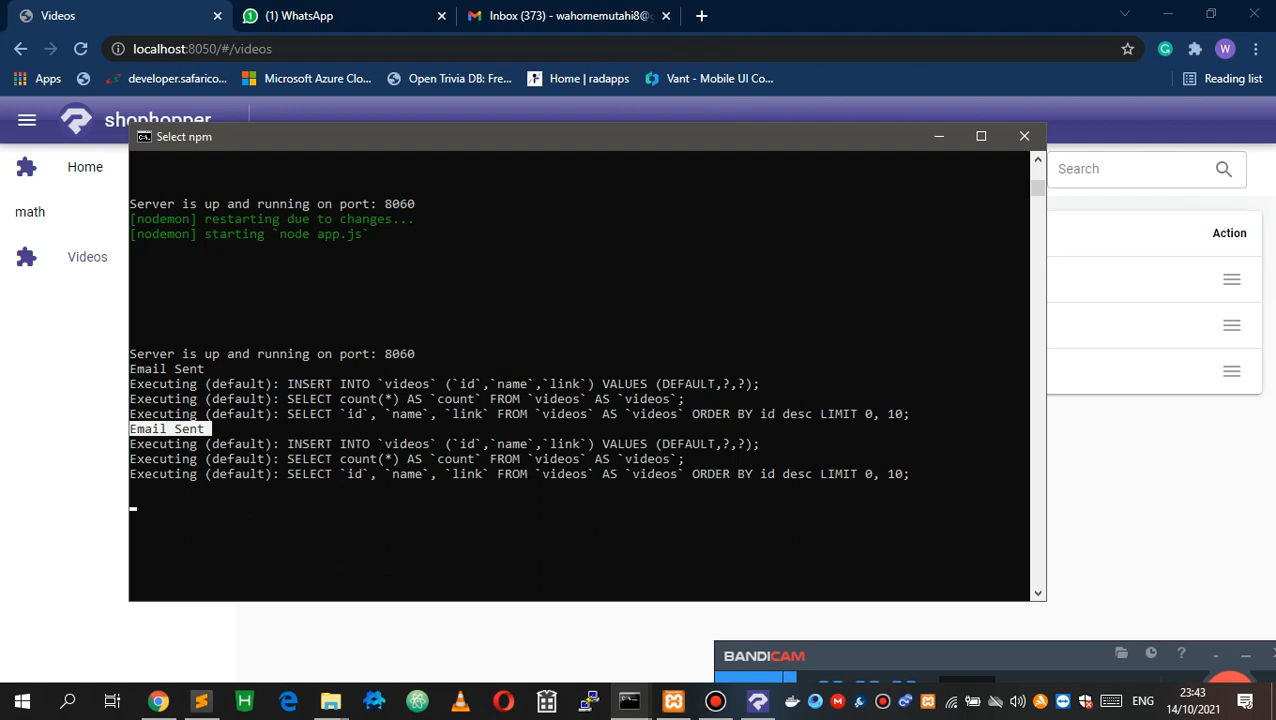 Videos
(1) WhatsApp
Inbox (373) - wahomemutahi8@
localhost:8050/#/videos
W
Apps
developer.safarico...
Microsoft Azure Clou...
Open Trivia DB: Fre...
Home | radapps
Vant - Mobile UI Co...
Reading list
shophopper
Select npm
Home
math
Videos
Search
Action
Server is up and running on port: 8060
[nodemon] restarting due to changes...
[nodemon] starting `node app.js`
Server is up and running on port: 8060
Email Sent
Executing (default): INSERT INTO `videos` (`id`,`name`,`link`) VALUES (DEFAULT,?,?);
Executing (default): SELECT count(*) AS `count` FROM `videos` AS `videos`;
Executing (default): SELECT `id`, `name`, `link` FROM `videos` AS `videos` ORDER BY id desc LIMIT 0, 10;
Email Sent
Executing (default): INSERT INTO `videos` (`id`,`name`,`link`) VALUES (DEFAULT,?,?);
Executing (default): SELECT count(*) AS `count` FROM `videos` AS `videos`;
Executing (default): SELECT `id`, `name`, `link` FROM `videos` AS `videos` ORDER BY id desc LIMIT 0, 10;
BANDICAM
ENG
23:43
14/10/2021